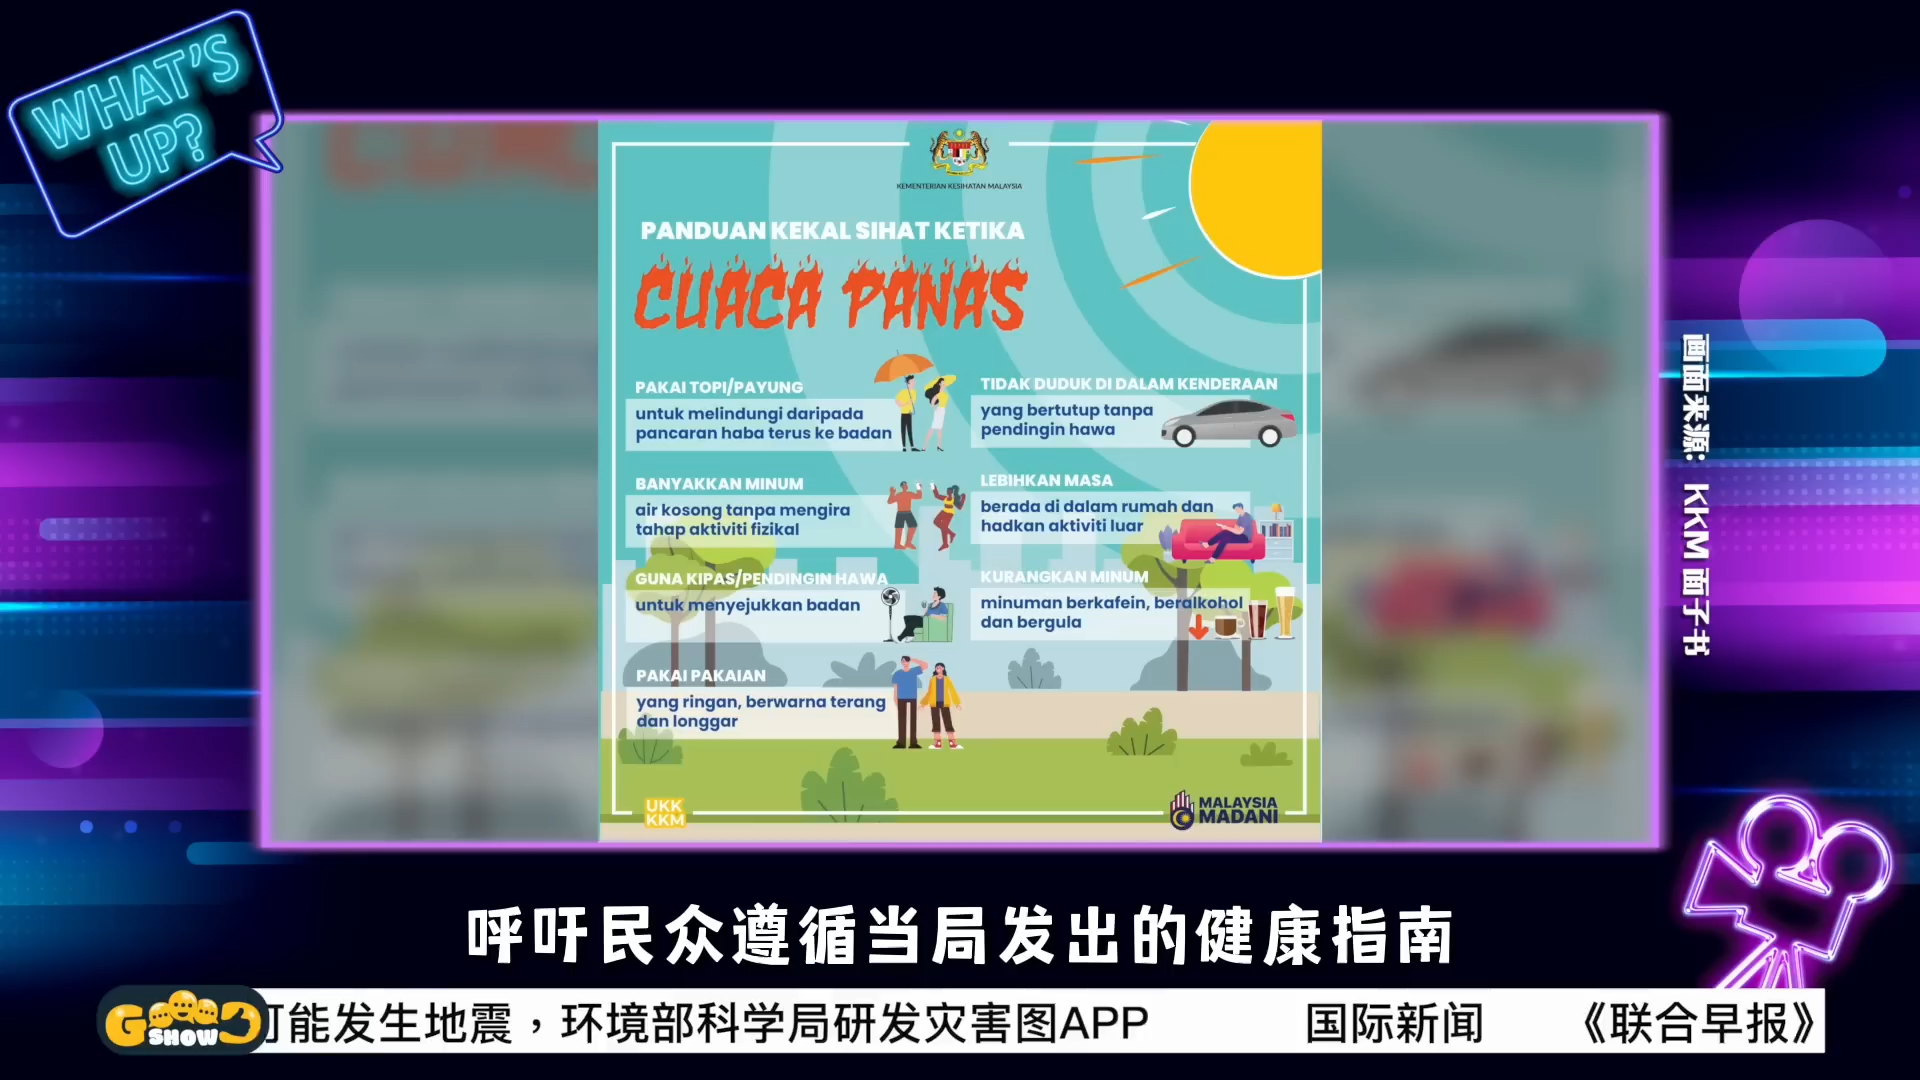 WHAT'S
UP?
KEMENTERIAN KESIHATAN MALAYSIA
PANDUAN KEKAL SIHAT KETIKA
CUACA PANAS
PAKAI TOPI/PAYUNG
untuk melindungi daripada
pancaran haba terus ke badan
BANYAKKAN MINUM
air kosong tanpa mengira
tahap aktiviti fizikal
GUNA KIPAS/PENDINGIN HAWA
untuk menyejukkan badan
PAKAI PAKAIAN
yang ringan, berwarna terang
dan longgar
TIDAK DUDUK DI DALAM KENDERAAN
yang bertutup tanpa
pendingin hawa
LEBIHKAN MASA
berada di dalam rumah dan
hadkan aktiviti luar
KURANGKAN MINUM
minuman berkafein, beralkohol
dan bergula
UKK
KKM
MALAYSIA
MADANI
画面来源: KKM 面子书
呼吁民众遵循当局发出的健康指南
GOOD
SHOW
可能发生地震，环境部科学局研发灾害图APP 国际新闻 《联合早报》